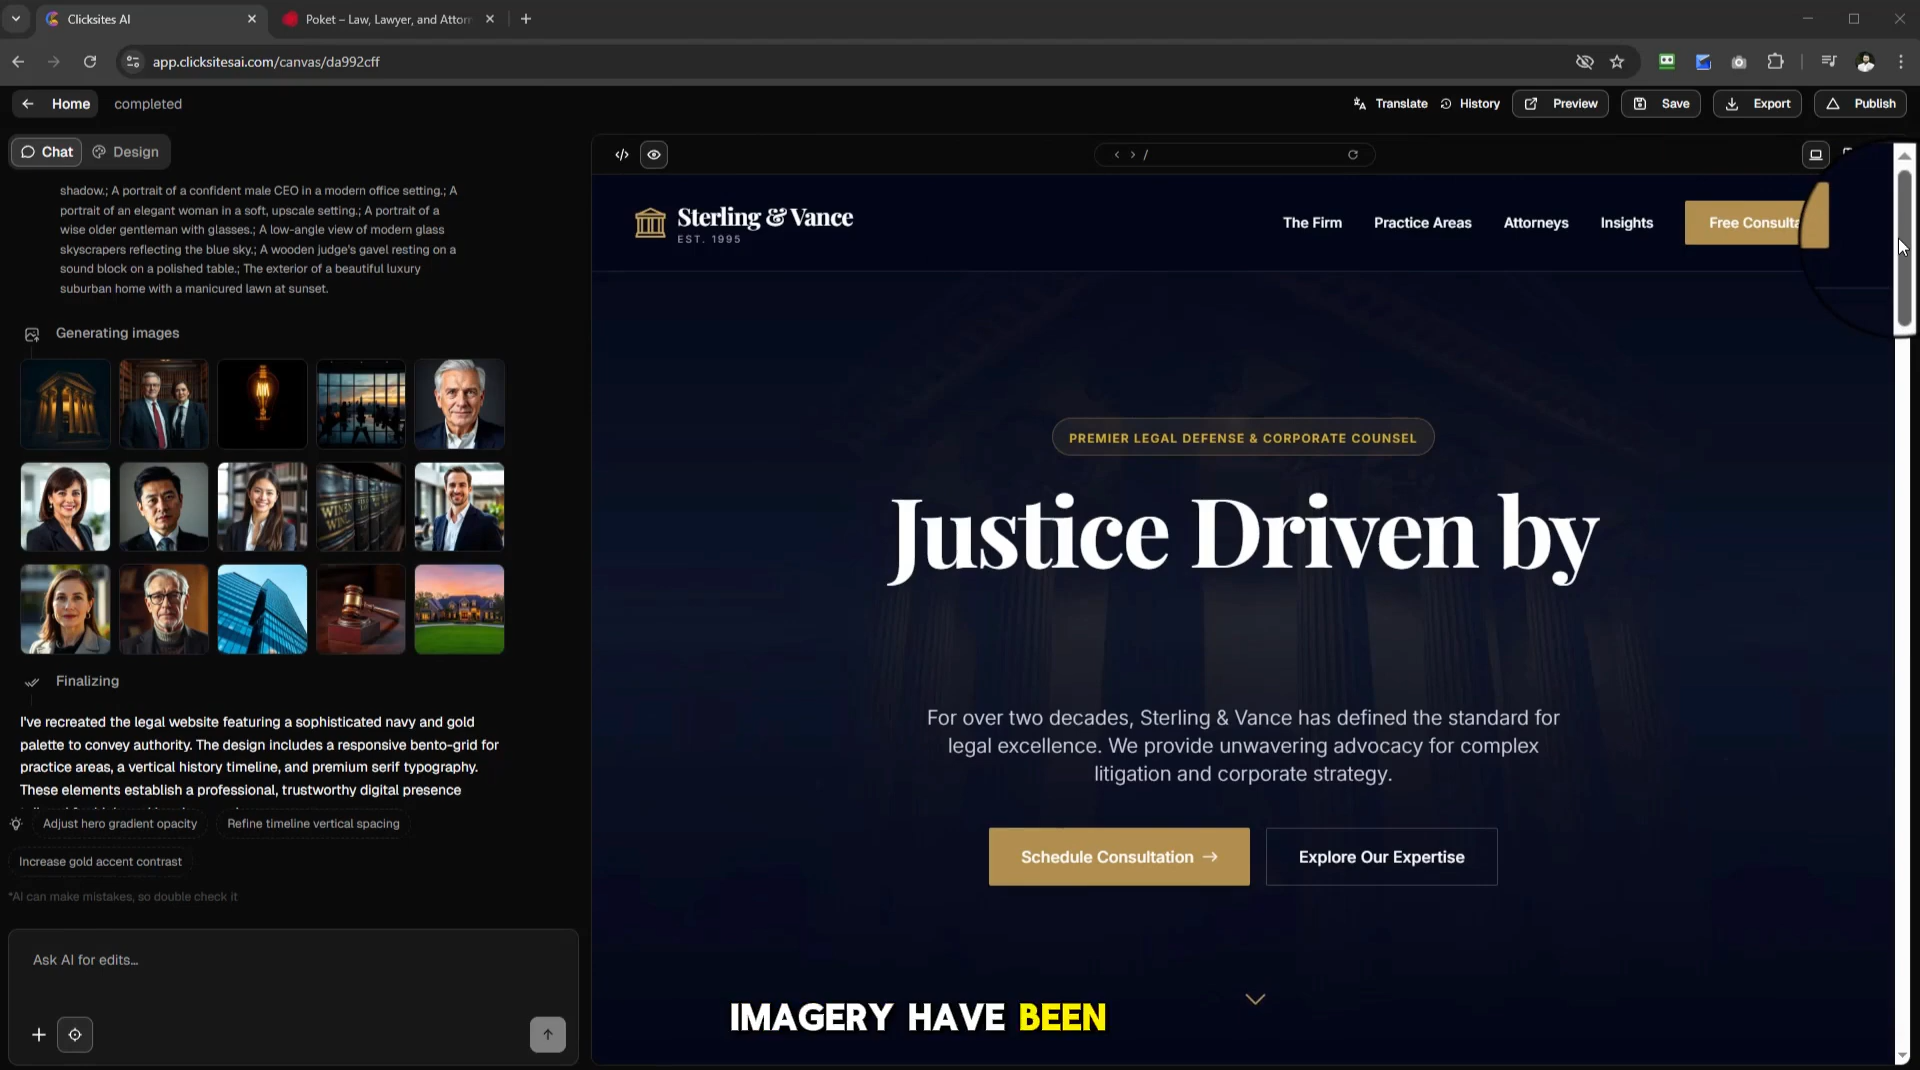 Clicksites AI
Poket – Law, Lawyer, and Attor
app.clicksitesai.com/canvas/da992cff
Home
completed
Translate
History
Preview
Save
Export
Publish
Chat
Design
/
shadow.; A portrait of a confident male CEO in a modern office setting.; A
portrait of an elegant woman in a soft, upscale setting.; A portrait of a
wise older gentleman with glasses.; A low-angle view of modern glass
skyscrapers reflecting the blue sky.; A wooden judge's gavel resting on a
sound block on a polished table.; The exterior of a beautiful luxury
suburban home with a manicured lawn at sunset.
Generating images
Finalizing
I've recreated the legal website featuring a sophisticated navy and gold
palette to convey authority. The design includes a responsive bento-grid for
practice areas, a vertical history timeline, and premium serif typography.
These elements establish a professional, trustworthy digital presence
Adjust hero gradient opacity
Refine timeline vertical spacing
Increase gold accent contrast
*AI can make mistakes, so double check it
Ask AI for edits...
Sterling & Vance
EST. 1995
The Firm
Practice Areas
Attorneys
Insights
Free Consulta
PREMIER LEGAL DEFENSE & CORPORATE COUNSEL
Justice Driven by
For over two decades, Sterling & Vance has defined the standard for
legal excellence. We provide unwavering advocacy for complex
litigation and corporate strategy.
Schedule Consultation →
Explore Our Expertise
IMAGERY HAVE BEEN